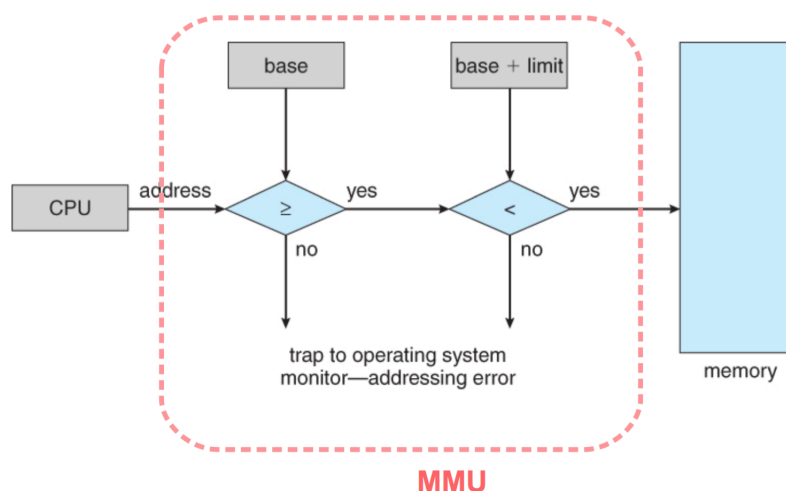 base
base + limit
CPU
address
≥
yes
<
yes
no
no
trap to operating system
monitor—addressing error
memory
MMU